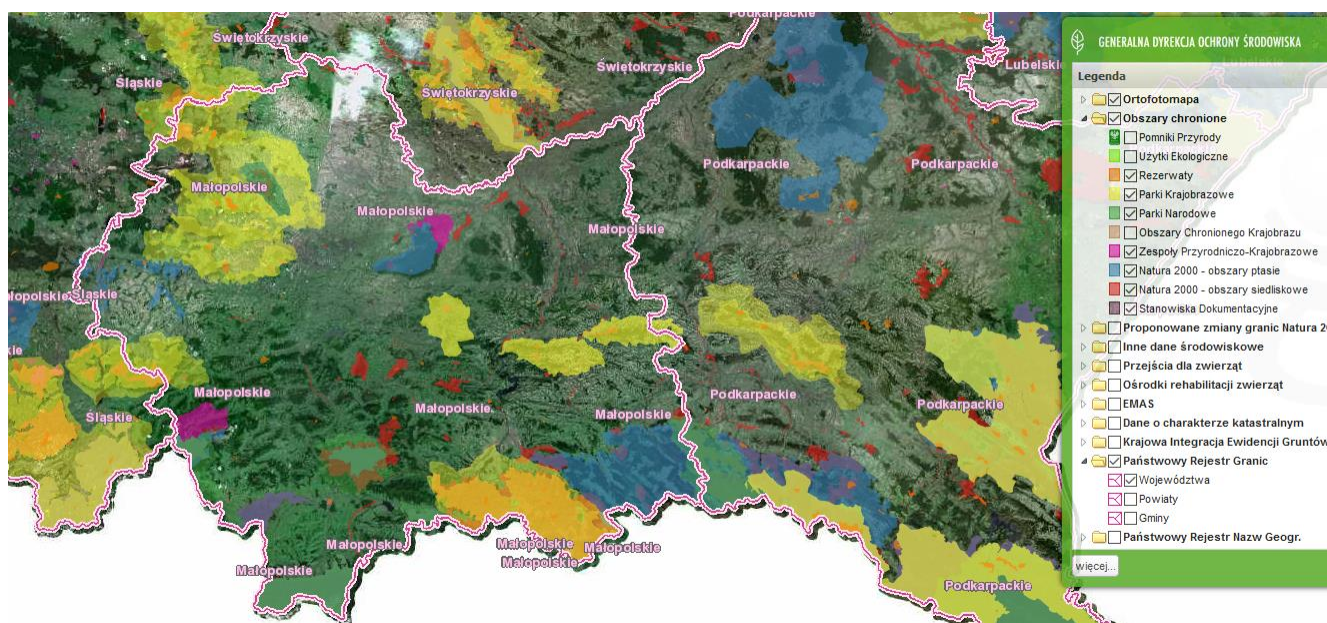 Świętokrzyskie
Podkarpackie
Śląskie
Świętokrzyskie
Świętokrzyskie
Lubelskie
Małopolskie
Podkarpackie
Podkarpackie
Małopolskie
Małopolskie
Śląskie
Małopolskie
Śląskie
Małopolskie
Małopolskie
Podkarpackie
Podkarpackie
Małopolskie
Małopolskie
Małopolskie
Małopolskie
Małopolskie
Podkarpackie
GENERALNA DYREKCJA OCHRONY ŚRODOWISKA
Legenda
Ortofotomapa
Obszary chronione
Pomniki Przyrody
Użytki Ekologiczne
Rezerwaty
Parki Krajobrazowe
Parki Narodowe
Obszary Chronionego Krajobrazu
Zespoły Przyrodniczo-Krajobrazowe
Natura 2000 - obszary ptasie
Natura 2000 - obszary siedliskowe
Stanowiska Dokumentacyjne
Proponowane zmiany granic Natura
Inne dane środowiskowe
Przejścia dla zwierząt
Ośrodki rehabilitacji zwierząt
EMAS
Dane o charakterze katastralnym
Krajowa Integracja Ewidencji Gruntów
Państwowy Rejestr Granic
Województwa
Powiaty
Gminy
Państwowy Rejestr Nazw Geogr.
więcej...